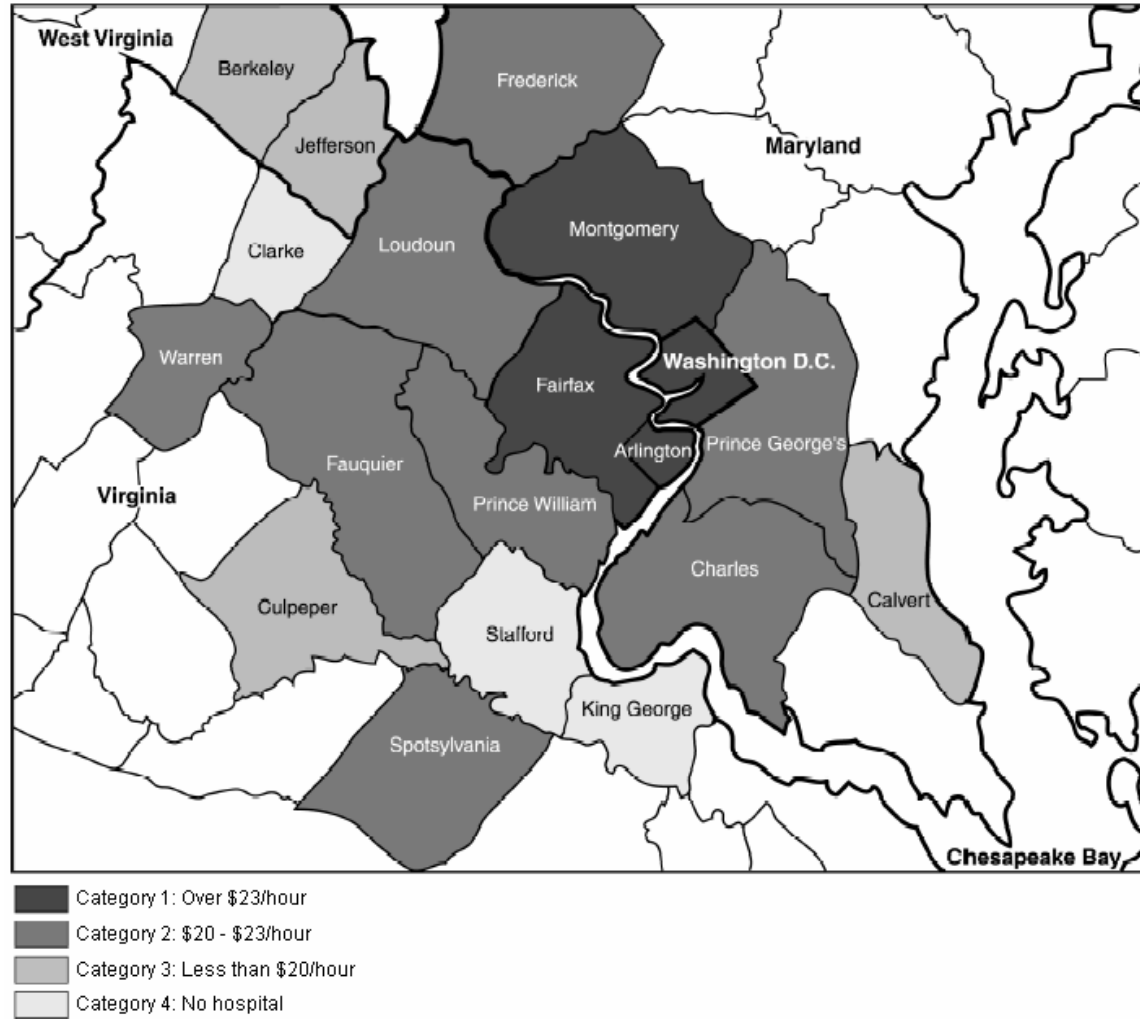 West Virginia
Berkeley
Frederick
Jefferson
Maryland
Montgomery
Clarke
Loudoun
Warren
Washington D.C.
Fairfax
Arlington
Prince George's
Fauquier
Virginia
Prince William
Charles
Culpeper
Calvert
Stafford
King George
Spotsylvania
Chesapeake Bay
Category 1: Over $23/hour
Category 2: $20 - $23/hour
Category 3: Less than $20/hour
Category 4: No hospital